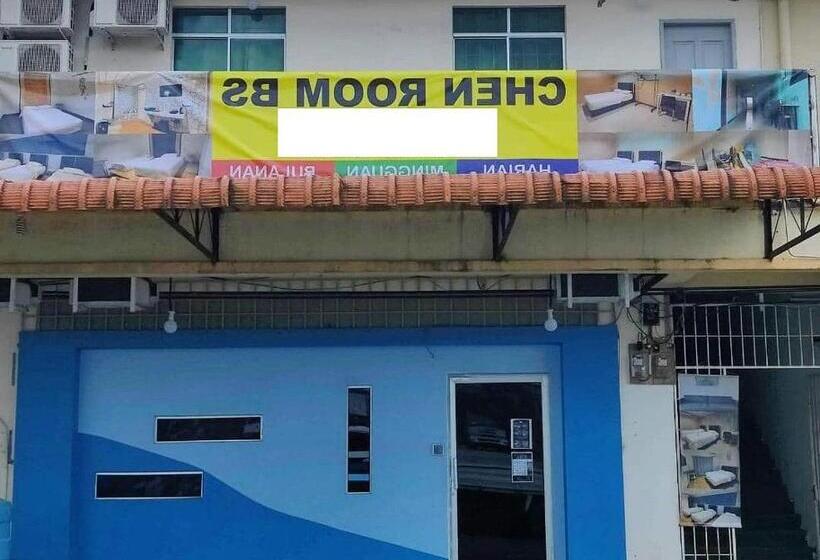 CHEN ROOM BS
HARIAN MINGGUAN BULANAN